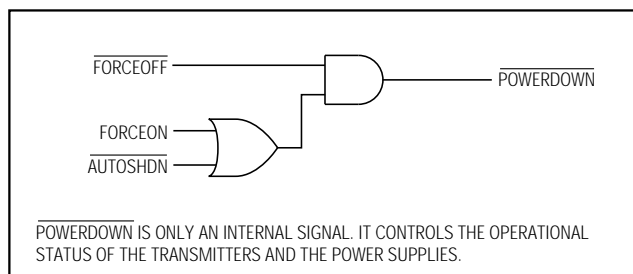 FORCEOFF
POWERDOWN
FORCEON
AUTOSHDN
POWERDOWN IS ONLY AN INTERNAL SIGNAL. IT CONTROLS THE OPERATIONAL
STATUS OF THE TRANSMITTERS AND THE POWER SUPPLIES.